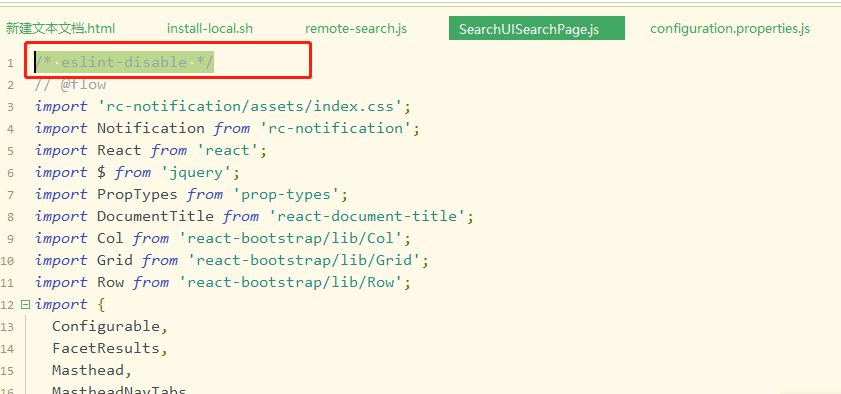 新建文本文档.html install-local.sh remote-search.js SearchUISearchPage.js configuration.properties.js
1 /* eslint-disable */
2 // @flow
3 import 'rc-notification/assets/index.css';
4 import Notification from 'rc-notification';
5 import React from 'react';
6 import $ from 'jquery';
7 import PropTypes from 'prop-types';
8 import DocumentTitle from 'react-document-title';
9 import Col from 'react-bootstrap/lib/Col';
10 import Grid from 'react-bootstrap/lib/Grid';
11 import Row from 'react-bootstrap/lib/Row';
12 import {
13 Configurable,
14 FacetResults,
15 Masthead,
16 MastheadNavTabs